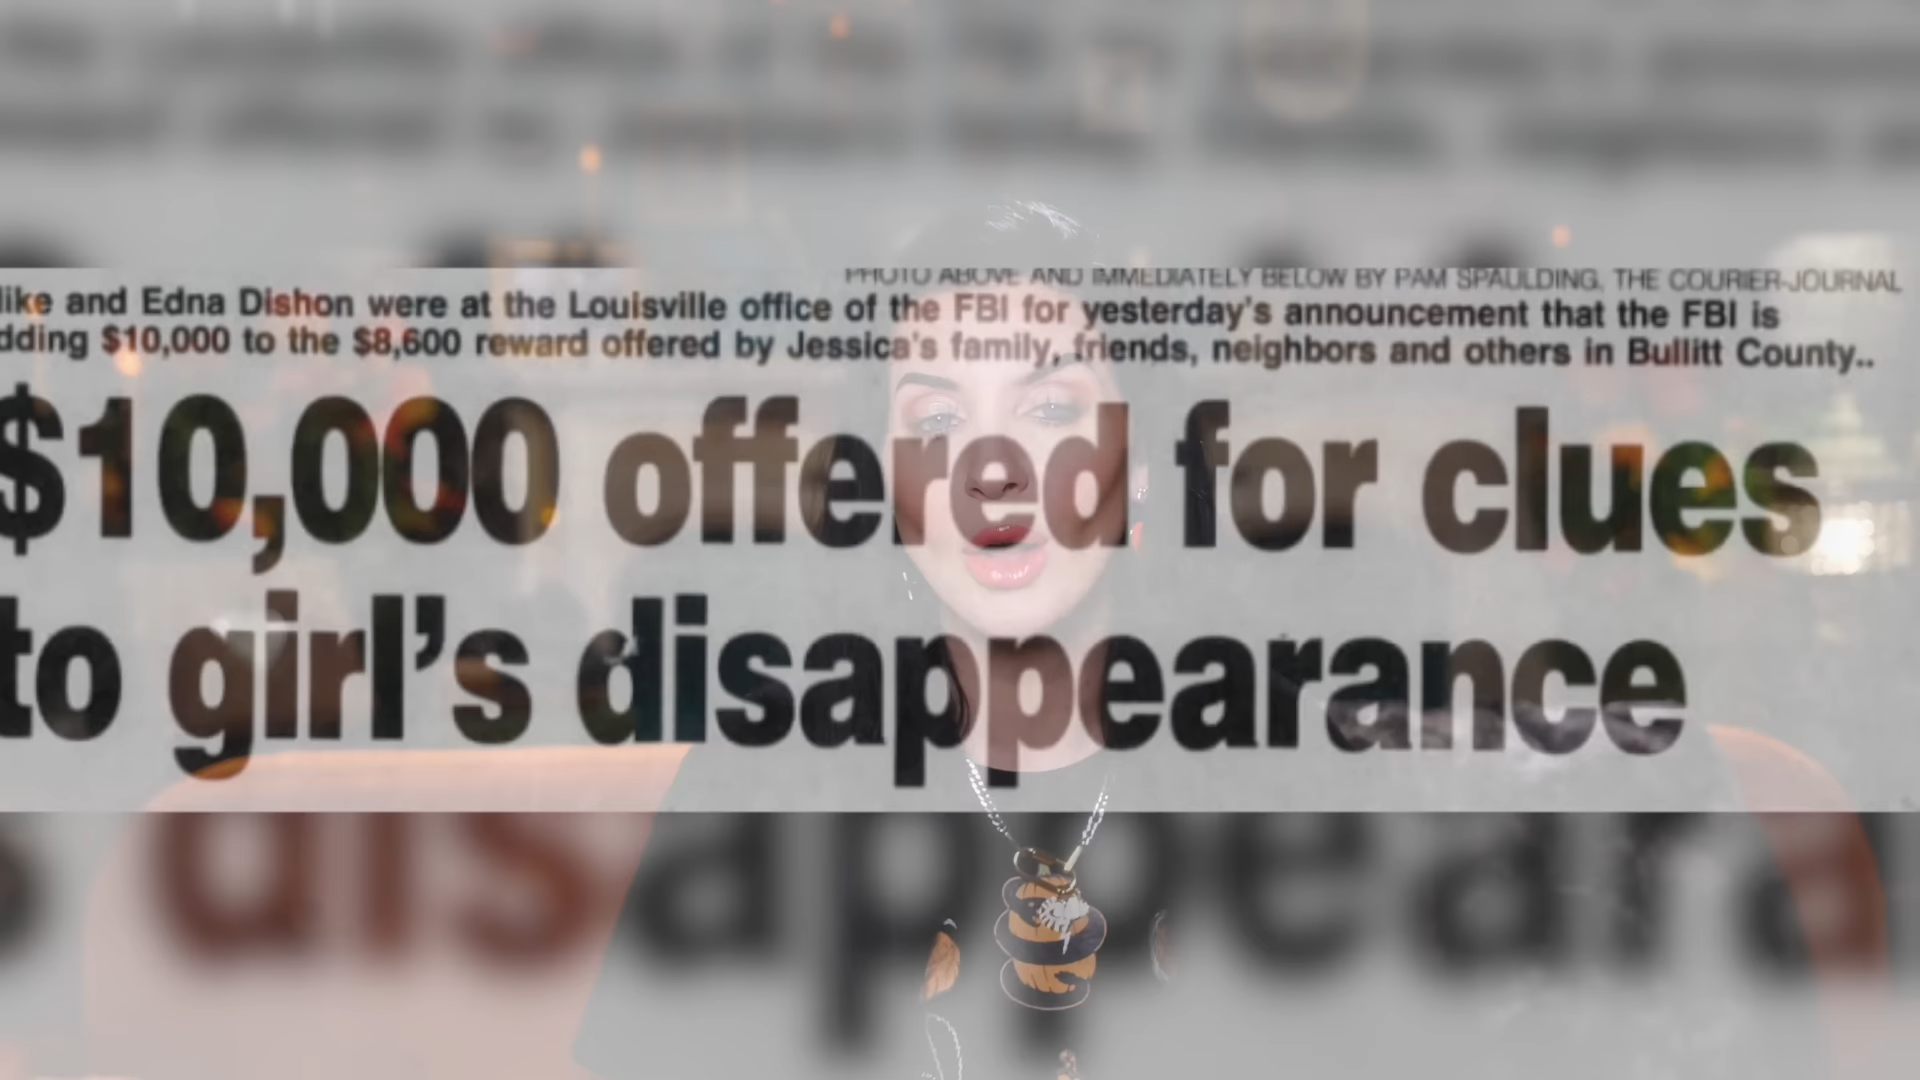 PHOTO ABOVE AND IMMEDIATELY BELOW BY PAM SPAULDING, THE COURIER-JOURNAL
like and Edna Dishon were at the Louisville office of the FBI for yesterday's announcement that the FBI is
dding $10,000 to the $8,600 reward offered by Jessica's family, friends, neighbors and others in Bullitt County..
$10,000 offered for clues
to girl's disappearance
s disappeara